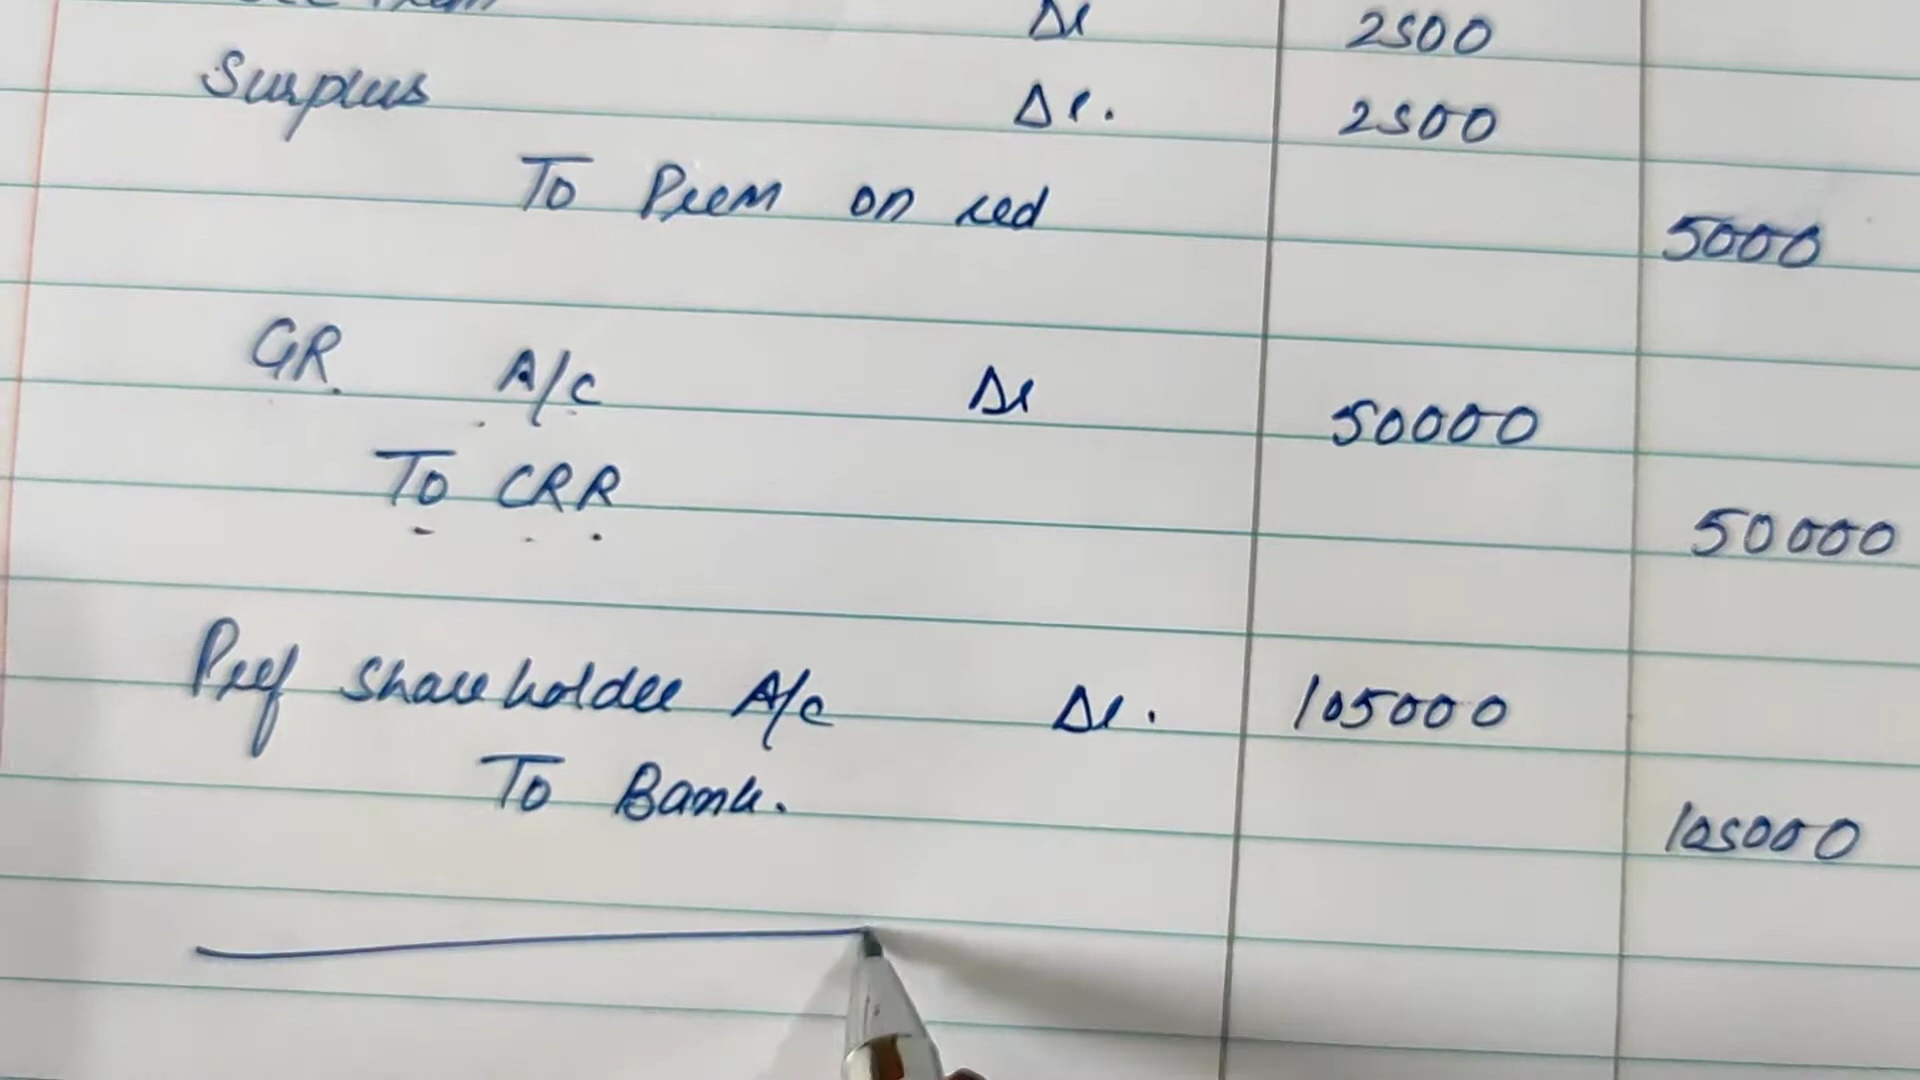 Dr 2500
Surplus Dr. 2500
To Prem on red 5000
GR. A/c Dr 50000
To CRR 50000
Pref shareholder A/c Dr. 105000
To Bank. 105000